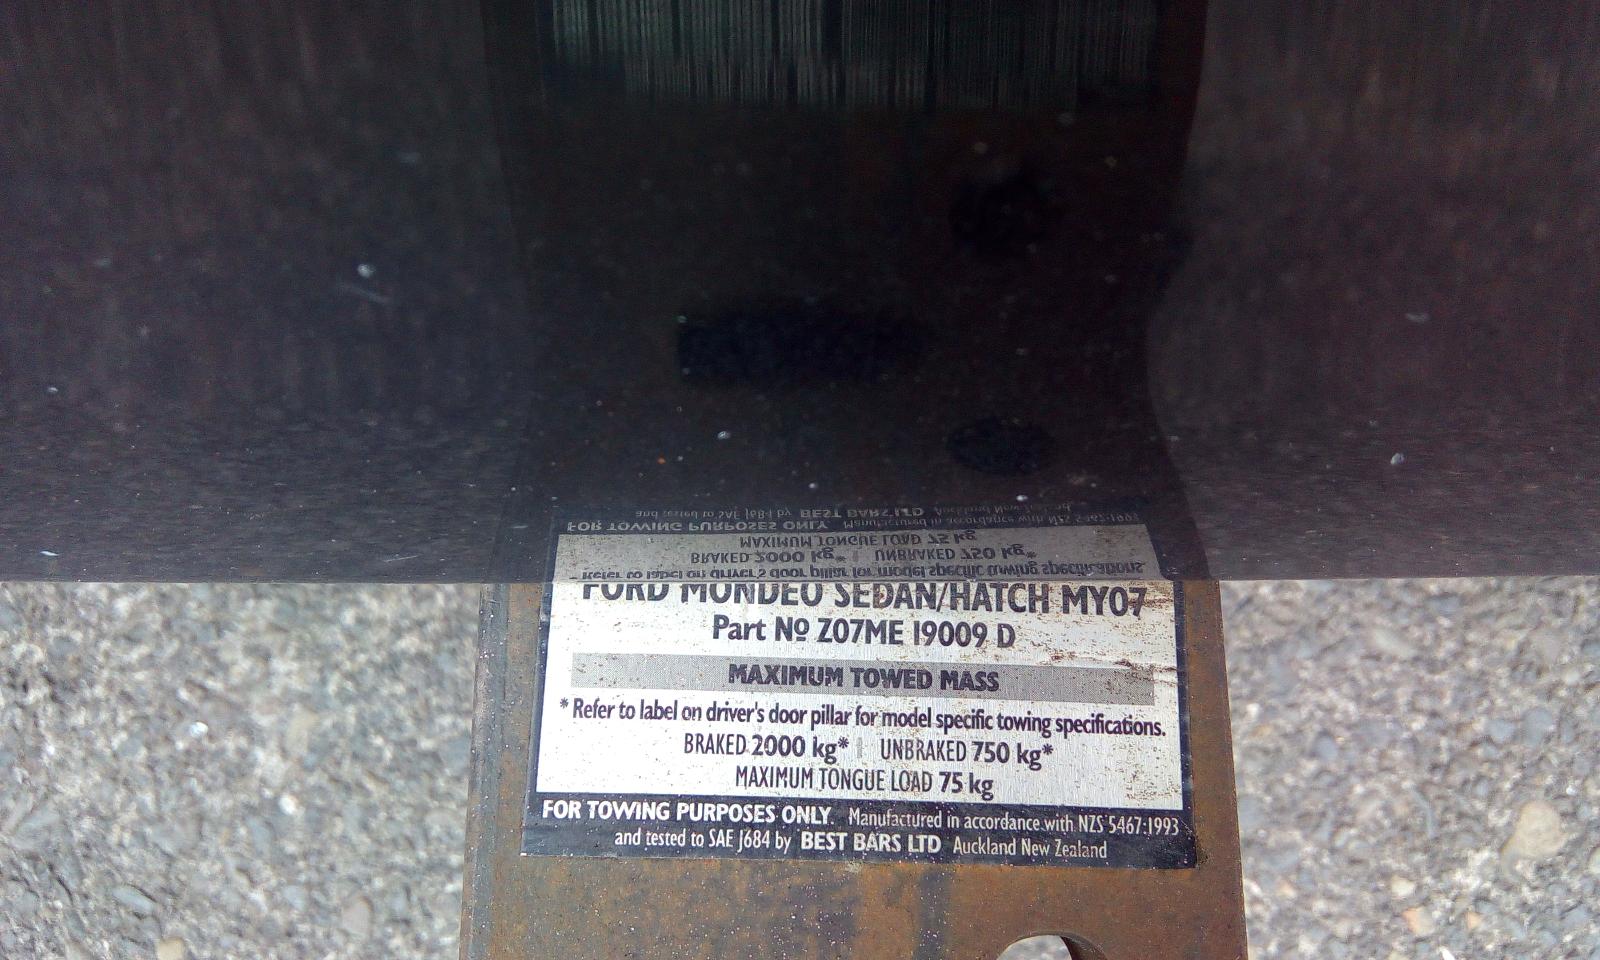 FORD MONDEO SEDAN/HATCH MY07
Part Nº Z07ME 19009 D
MAXIMUM TOWED MASS
* Refer to label on driver's door pillar for model specific towing specifications.
BRAKED 2000 kg* | UNBRAKED 750 kg*
MAXIMUM TONGUE LOAD 75 kg
FOR TOWING PURPOSES ONLY Manufactured in accordance with NZS 5467:1993
and tested to SAE J684 by BEST BARS LTD Auckland New Zealand